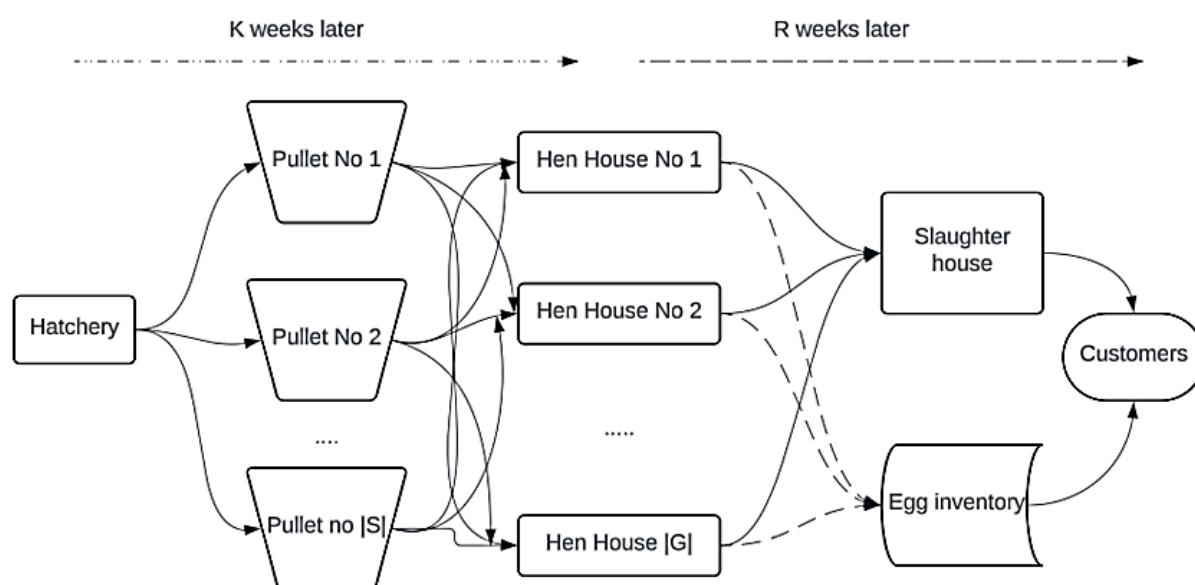 K weeks later
R weeks later
Pullet No 1
Hen House No 1
Slaughter
house
Hatchery
Pullet No 2
Hen House No 2
Customers
....
.....
Pullet no |S|
Hen House |G|
Egg inventory